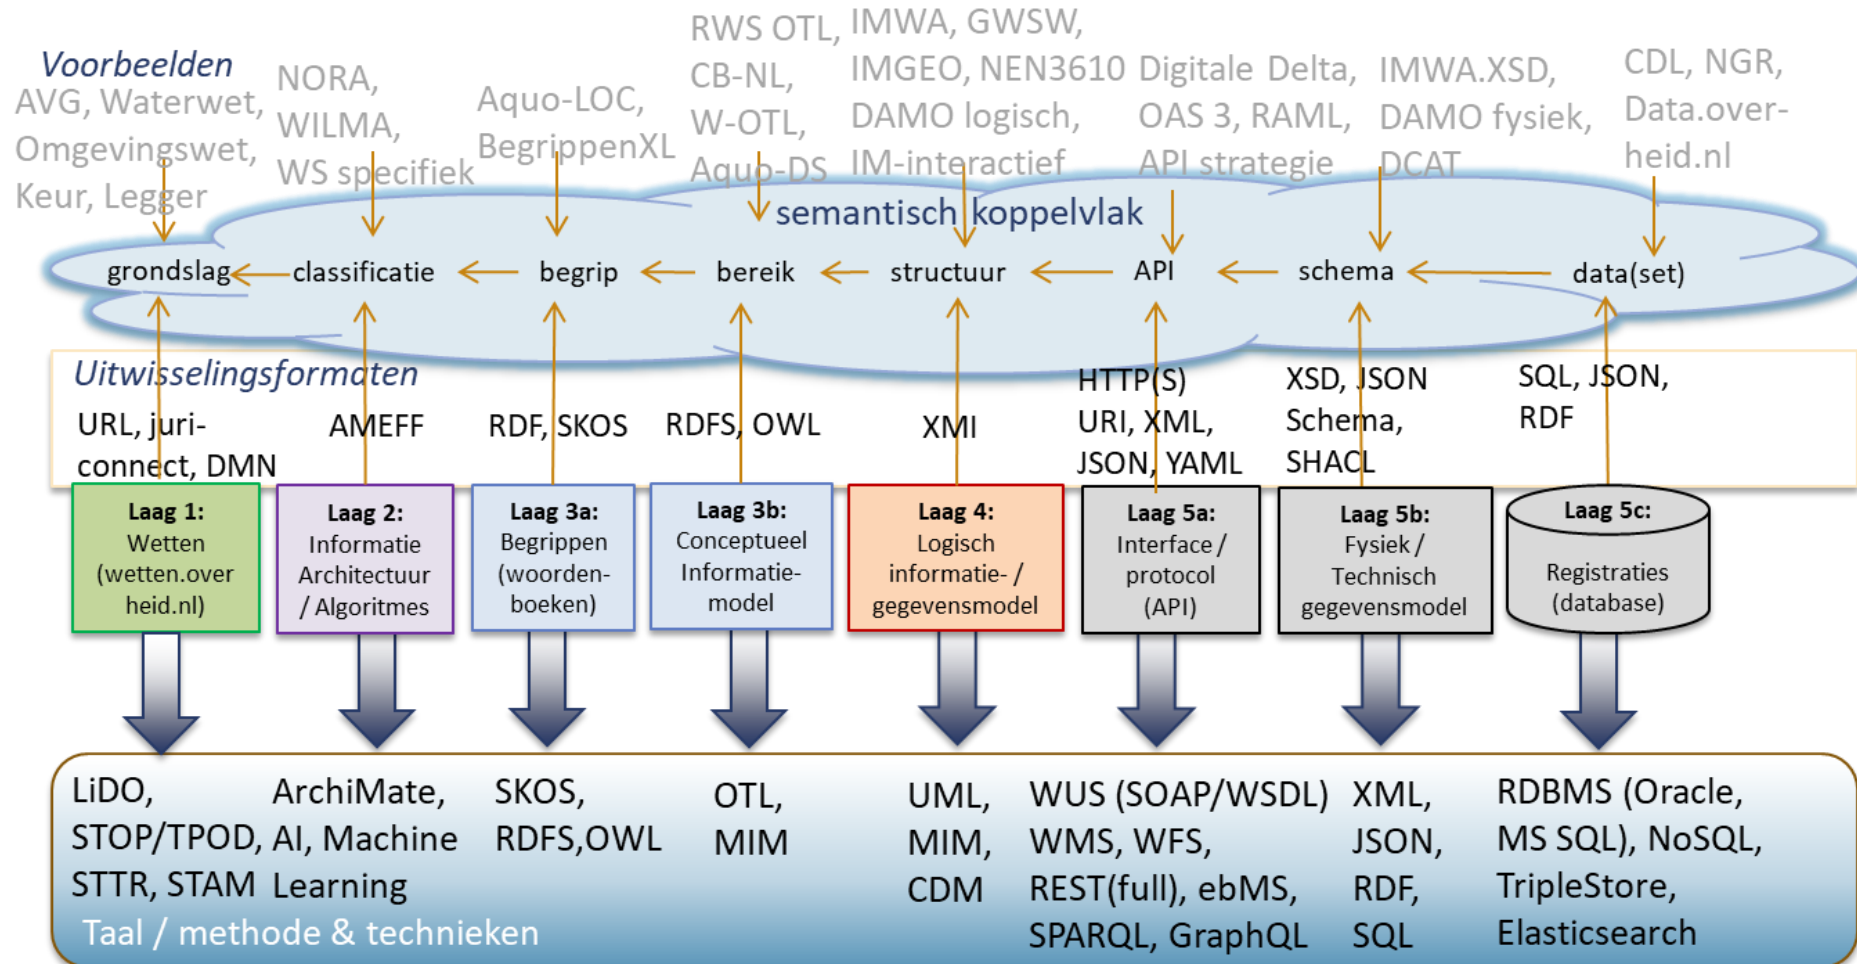 Voorbeelden
AVG, Waterwet,
Omgevingswet,
Keur, Legger
NORA,
WILMA,
WS specifiek
Aquo-LOC,
BegrippenXL
RWS OTL,
CB-NL,
W-OTL,
Aquo-DS
IMWA, GWSW,
IMGEO, NEN3610
DAMO logisch,
IM-interactief
Digitale Delta,
OAS 3, RAML,
API strategie
IMWA.XSD,
DAMO fysiek,
DCAT
CDL, NGR,
Data.over-
heid.nl
semantisch koppelvlak
grondslag
classificatie
begrip
bereik
structuur
API
schema
data(set)
Uitwisselingsformaten
URL, juri-
connect, DMN
AMEFF
RDF, SKOS
RDFS, OWL
XMI
HTTP(S)
URI, XML,
JSON, YAML
XSD, JSON
Schema,
SHACL
SQL, JSON,
RDF
Laag 1:
Wetten
(wetten.over
heid.nl)
Laag 2:
Informatie
Architectuur
/ Algoritmes
Laag 3a:
Begrippen
(woorden-
boeken)
Laag 3b:
Conceptueel
Informatie-
model
Laag 4:
Logisch
informatie- /
gegevensmodel
Laag 5a:
Interface /
protocol
(API)
Laag 5b:
Fysiek /
Technisch
gegevensmodel
Laag 5c:
Registraties
(database)
LiDO,
STOP/TPOD,
STTR, STAM
ArchiMate,
AI, Machine
Learning
SKOS,
RDFS,OWL
OTL,
MIM
UML,
MIM,
CDM
WUS (SOAP/WSDL)
WMS, WFS,
REST(full), ebMS,
SPARQL, GraphQL
XML,
JSON,
RDF,
SQL
RDBMS (Oracle,
MS SQL), NoSQL,
TripleStore,
Elasticsearch
Taal / methode & technieken